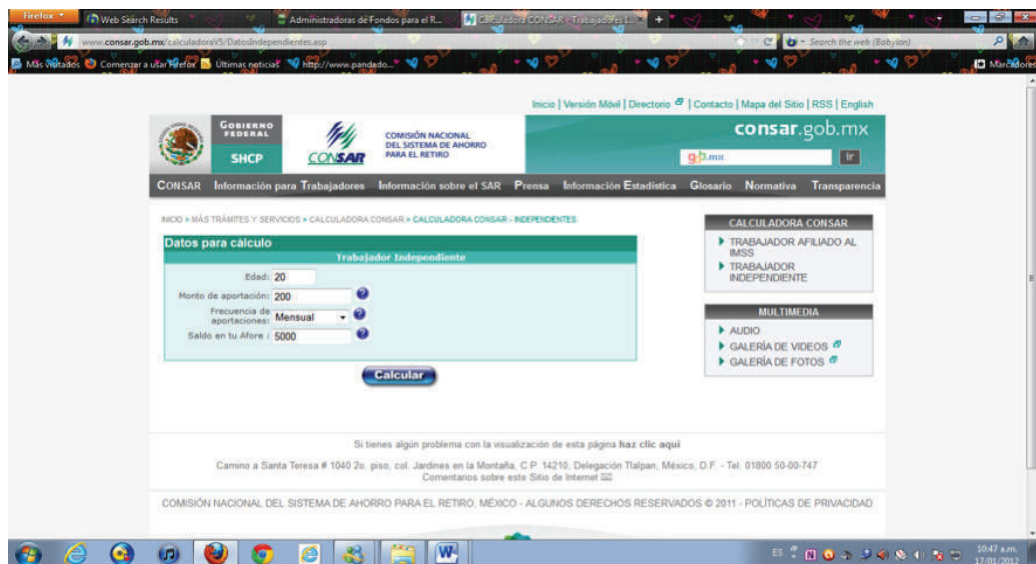 Firefox
Web Search Results
Administradoras de Fondos para el R...
Calculadora CONSAR - Trabajadores I...
www.consar.gob.mx/calculadoraV5/DatosIndependientes.asp
Search the web (Babylon)
Más visitados
Comenzar a usar Firefox
Últimas noticias
http://www.pandado...
Marcadores
Inicio | Versión Móvil | Directorio | Contacto | Mapa del Sitio | RSS | English
GOBIERNO
FEDERAL
SHCP
CONSAR
COMISIÓN NACIONAL
DEL SISTEMA DE AHORRO
PARA EL RETIRO
consar.gob.mx
gob.mx
Ir
CONSAR Información para Trabajadores Información sobre el SAR Prensa Información Estadística Glosario Normativa Transparencia
INICIO » MÁS TRÁMITES Y SERVICIOS » CALCULADORA CONSAR » CALCULADORA CONSAR - INDEPENDIENTES
Datos para cálculo
Trabajador Independiente
Edad: 20
Monto de aportación: 200
Frecuencia de
aportaciones: Mensual
Saldo en tu Afore : 5000
Calcular
CALCULADORA CONSAR
TRABAJADOR AFILIADO AL
IMSS
TRABAJADOR
INDEPENDIENTE
MULTIMEDIA
AUDIO
GALERÍA DE VIDEOS
GALERÍA DE FOTOS
Si tienes algún problema con la visualización de esta página haz clic aquí
Camino a Santa Teresa # 1040 2o. piso, col. Jardines en la Montaña, C.P. 14210, Delegación Tlalpan, México, D.F. - Tel. 01800 50-00-747
Comentarios sobre este Sitio de Internet
COMISIÓN NACIONAL DEL SISTEMA DE AHORRO PARA EL RETIRO, MÉXICO - ALGUNOS DERECHOS RESERVADOS © 2011 - POLÍTICAS DE PRIVACIDAD
ES
10:47 a.m.
17/01/2012